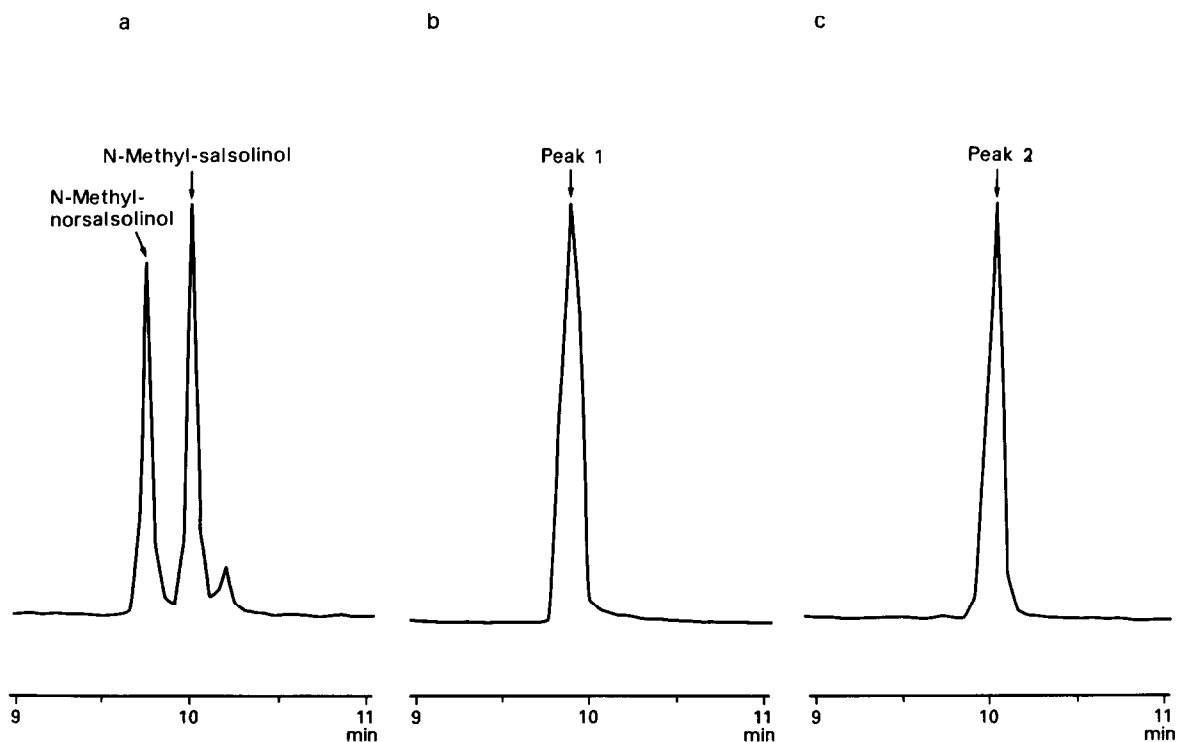 a
b
c
N-Methyl-salsolinol
N-Methyl-
norsalsolinol
Peak 1
Peak 2
9
10
11
min
9
10
11
min
9
10
11
min